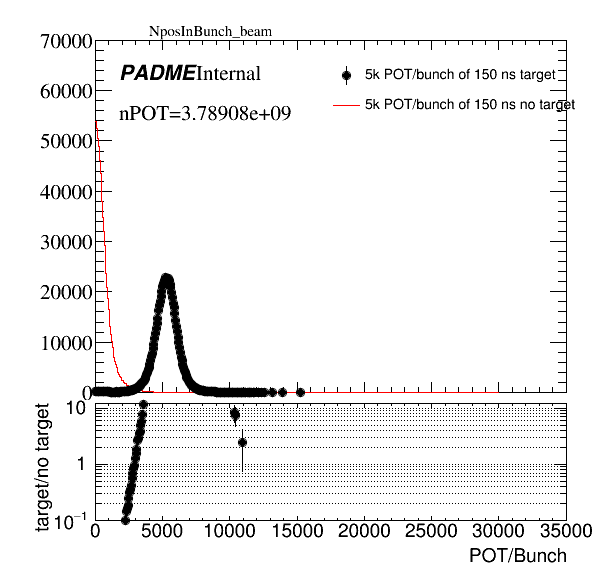 NposInBunch_beam
70000
60000
50000
40000
30000
20000
10000
0
PADME Internal
nPOT=3.78908e+09
5k POT/bunch of 150 ns target
5k POT/bunch of 150 ns no target
target/no target
10
1
10⁻¹
0 5000 10000 15000 20000 25000 30000 35000
POT/Bunch